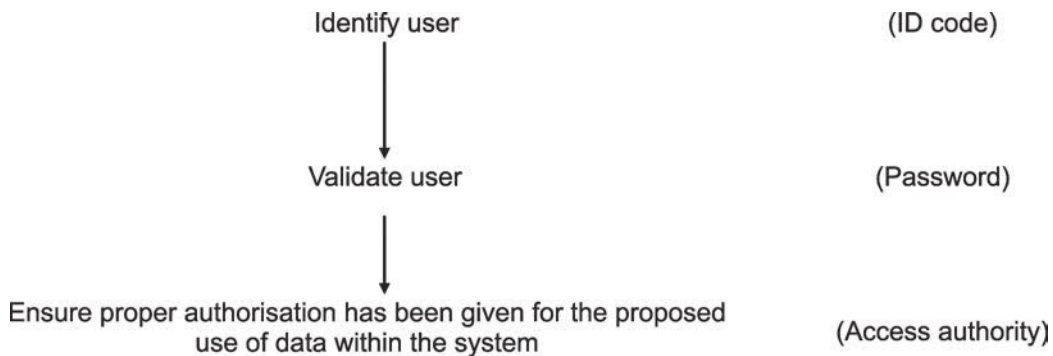 Identify user (ID code)
Validate user (Password)
Ensure proper authorisation has been given for the proposed
use of data within the system (Access authority)